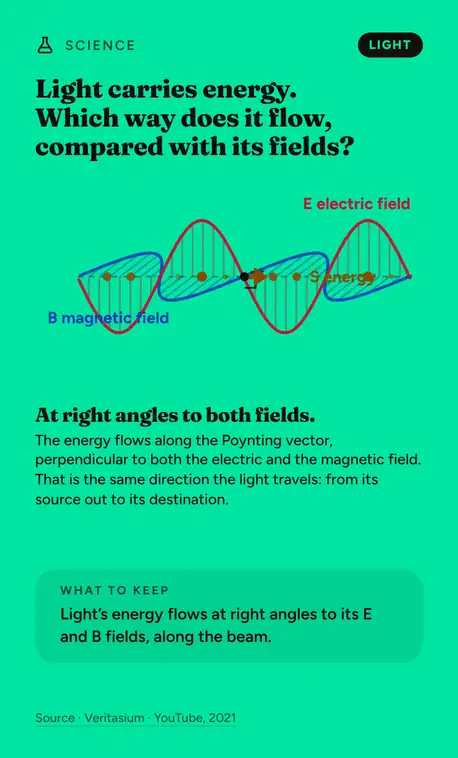 SCIENCE
LIGHT
Light carries energy.
Which way does it flow,
compared with its fields?
E electric field
S energy
B magnetic field
At right angles to both fields.
The energy flows along the Poynting vector,
perpendicular to both the electric and the magnetic field.
That is the same direction the light travels: from its
source out to its destination.
WHAT TO KEEP
Light’s energy flows at right angles to its E
and B fields, along the beam.
Source · Veritasium · YouTube, 2021